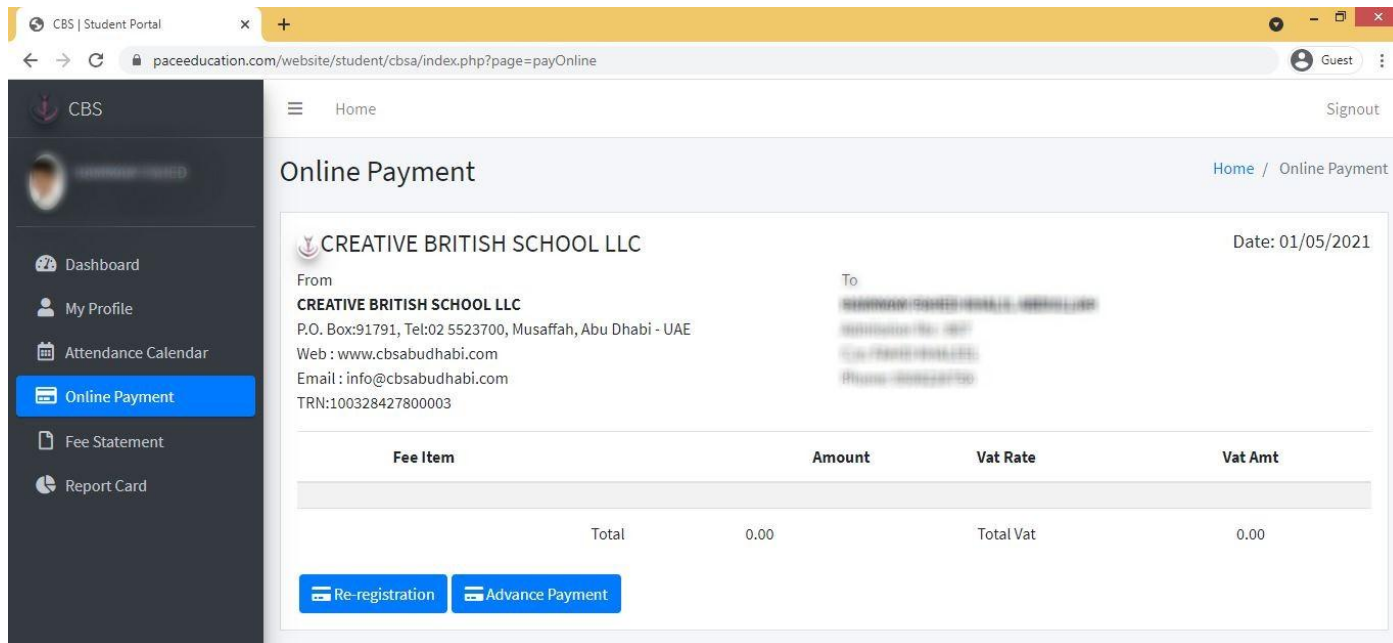 CBS | Student Portal
paceeducation.com/website/student/cbsa/index.php?page=payOnline
Guest
CBS
Home
Signout
Online Payment
Home / Online Payment
Dashboard
My Profile
Attendance Calendar
Online Payment
Fee Statement
Report Card
CREATIVE BRITISH SCHOOL LLC
Date: 01/05/2021
From
CREATIVE BRITISH SCHOOL LLC
P.O. Box:91791, Tel:02 5523700, Musaffah, Abu Dhabi - UAE
Web : www.cbsabudhabi.com
Email : info@cbsabudhabi.com
TRN:100328427800003
To
Fee Item Amount Vat Rate Vat Amt
Total 0.00 Total Vat 0.00
Re-registration Advance Payment